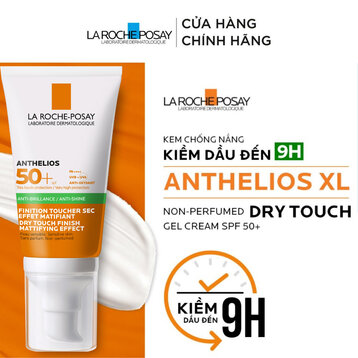 LA ROCHE POSAY
LABORATOIRE DERMATOLOGIQUE
CỬA HÀNG
CHÍNH HÃNG
LA ROCHE-POSAY
LABORATOIRE DERMATOLOGIQUE
ANTHELIOS
50+
ANTI-BRILLANCE / ANTI-SHINE
FINITION TOUCHER SEC
EFFET MATIFIANT
DRY TOUCH FINISH
MATTIFYING EFFECT
LA ROCHE POSAY
LABORATOIRE DERMATOLOGIQUE
KEM CHỐNG NẮNG
KIỀM DẦU ĐẾN 9H
ANTHELIOS XL
NON-PERFUMED DRY TOUCH
GEL CREAM SPF 50+
KIỀM
DẦU ĐẾN
9H